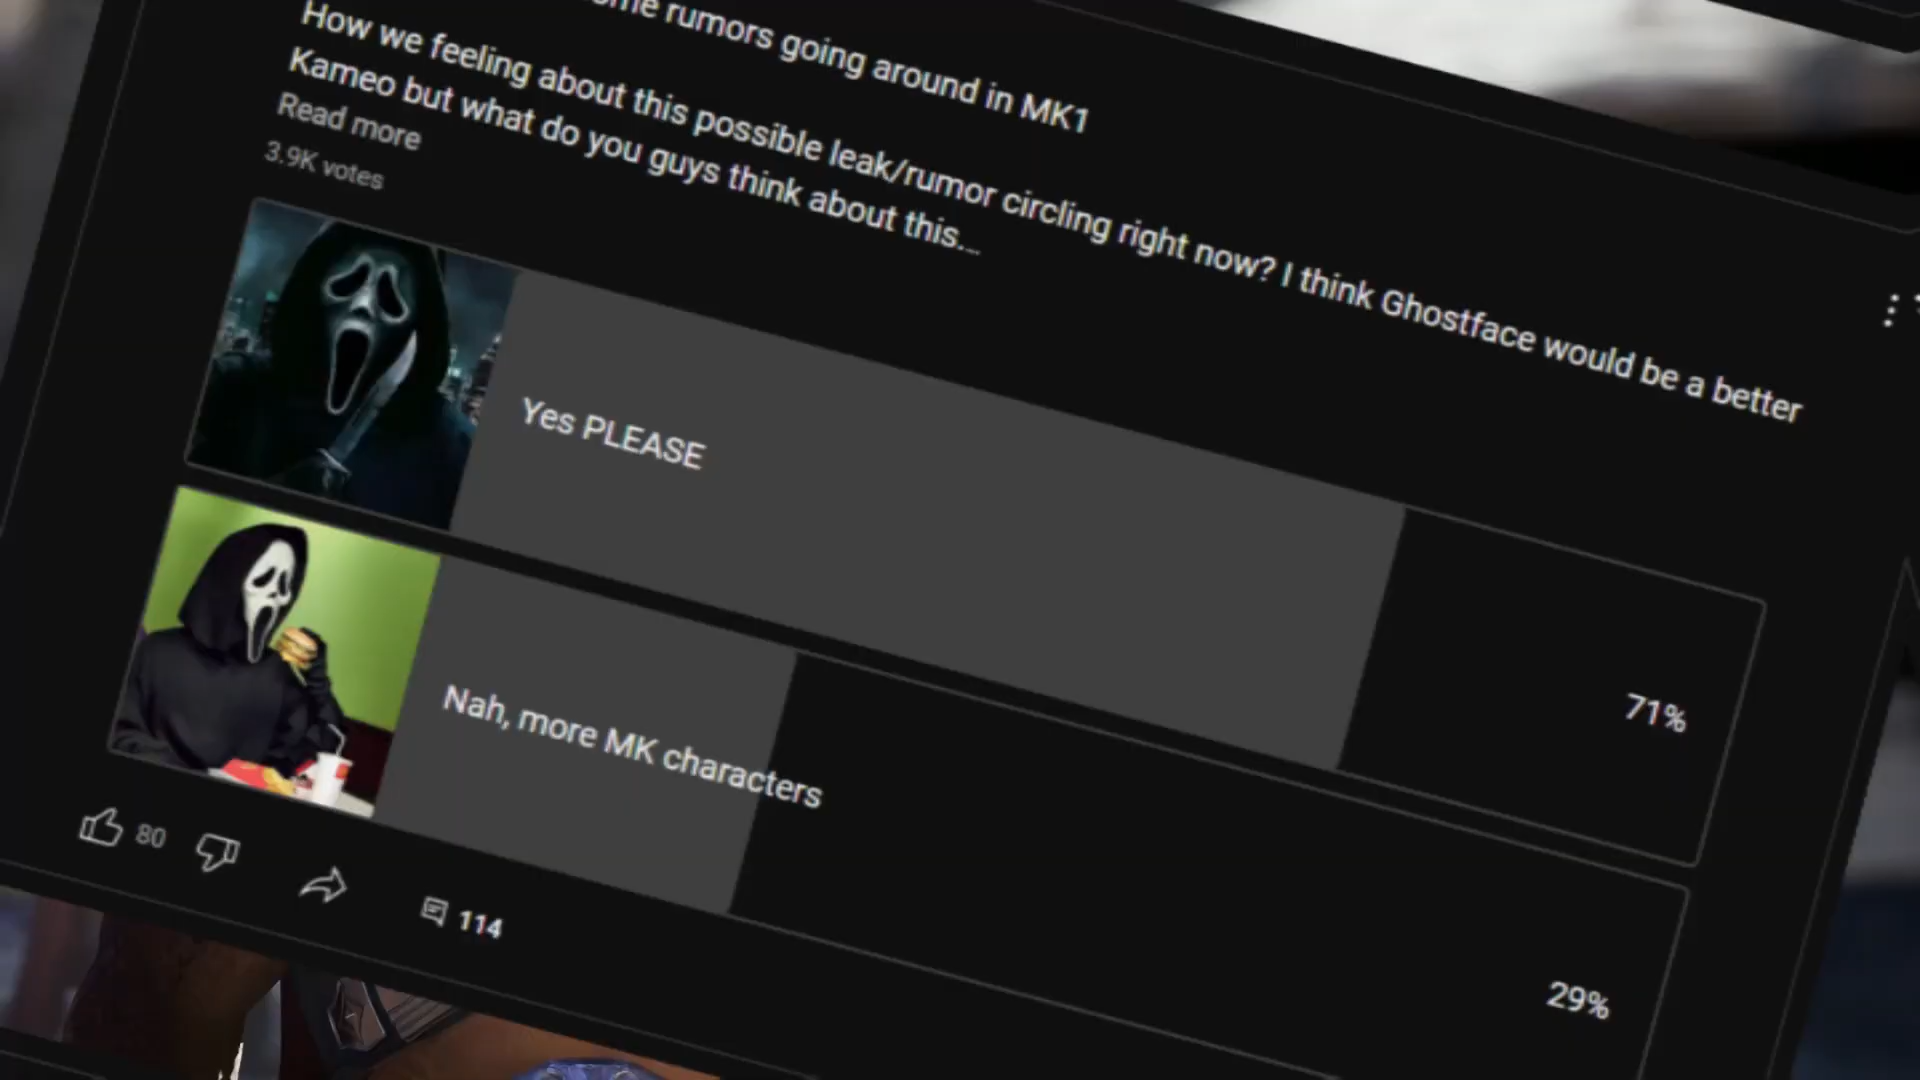 rumors going around in MK1
How we feeling about this possible leak/rumor circling right now? I think Ghostface would be a better
Kameo but what do you guys think about this...
Read more
3.9K votes
Yes PLEASE
71%
Nah, more MK characters
29%
80
114